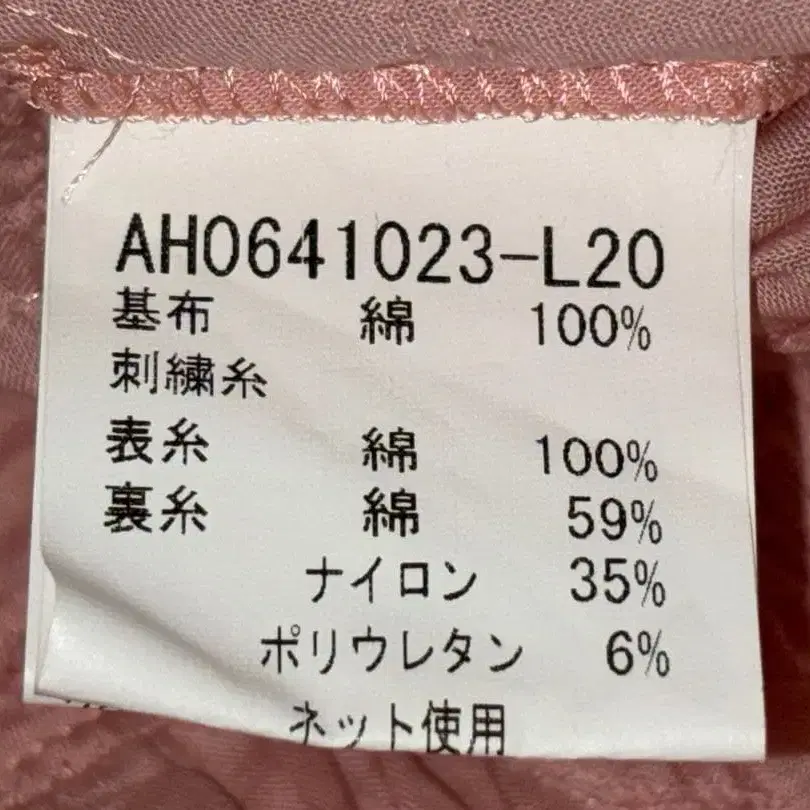 AH0641023-L20
基布 綿 100%
刺繍糸
表糸 綿 100%
裏糸 綿 59%
ナイロン 35%
ポリウレタン 6%
ネット使用